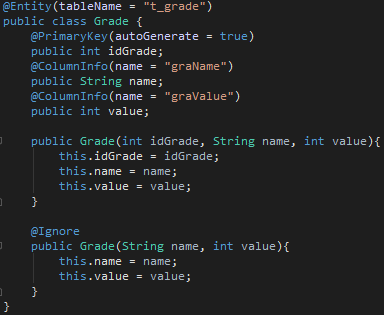 @Entity(tableName = "t_grade")
public class Grade {
    @PrimaryKey(autoGenerate = true)
    public int idGrade;
    @ColumnInfo(name = "graName")
    public String name;
    @ColumnInfo(name = "graValue")
    public int value;

    public Grade(int idGrade, String name, int value){
        this.idGrade = idGrade;
        this.name = name;
        this.value = value;
    }

    @Ignore
    public Grade(String name, int value){
        this.name = name;
        this.value = value;
    }
}